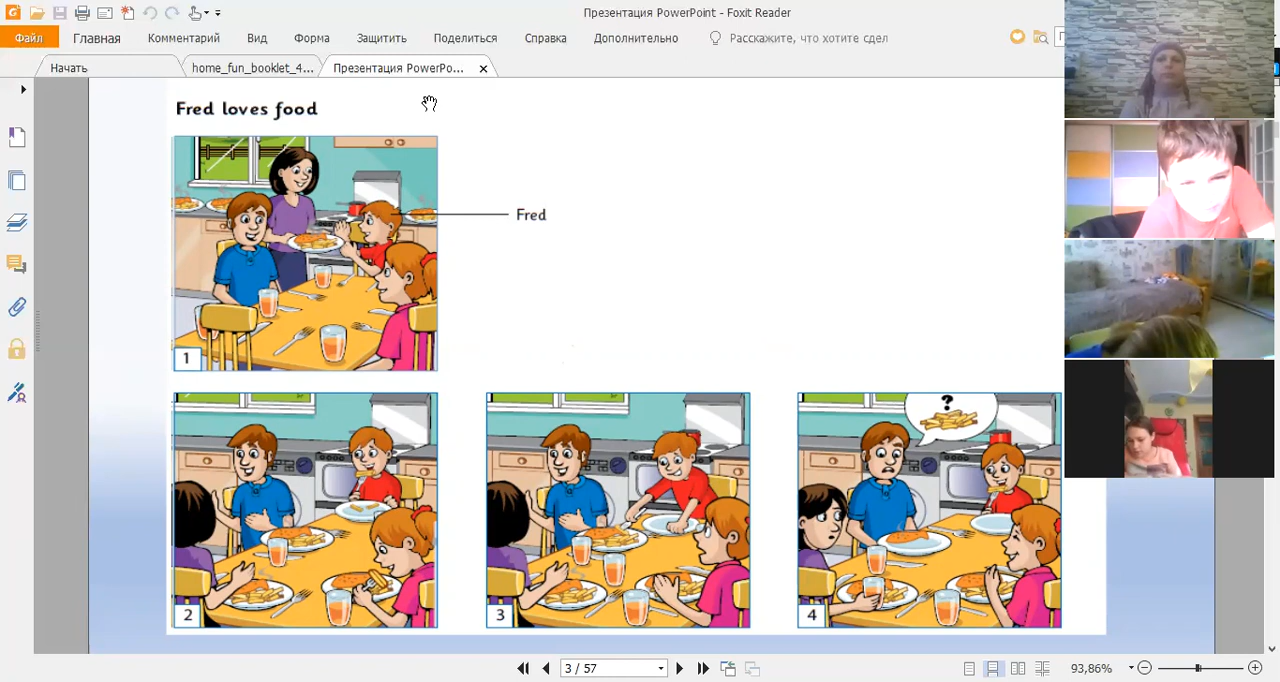 Презентация PowerPoint - Foxit Reader
Файл Главная Комментарий Вид Форма Защитить Поделиться Справка Дополнительно Расскажите, что хотите сделать
Начать home_fun_booklet_4... Презентация PowerPo...
Fred loves food
Fred
1
?
2
3
4
3 / 57
93,86%